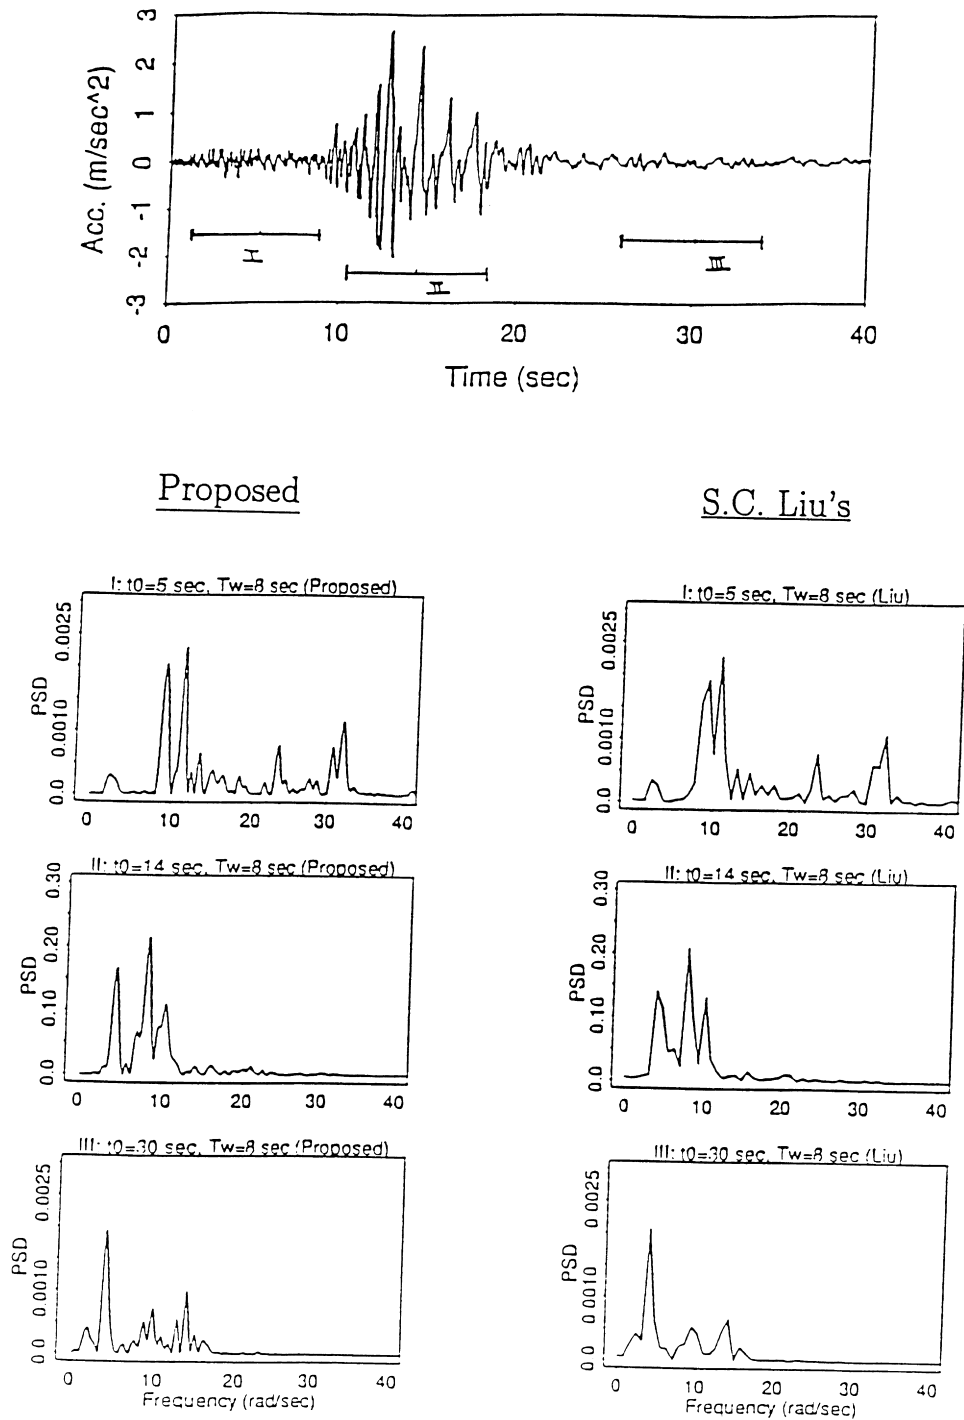 3
2
1
0
-1
-2
-3
Acc. (m/sec^2)
I
II
III
0 10 20 30 40
Time (sec)
Proposed
S.C. Liu's
I: t0=5 sec, Tw=8 sec (Proposed)
PSD
0.0 0.0010 0.0025
0 10 20 30 40
I: t0=5 sec, Tw=8 sec (Liu)
PSD
0.0 0.0010 0.0025
0 10 20 30 40
II: t0=14 sec, Tw=8 sec (Proposed)
PSD
0.0 0.10 0.20 0.30
0 10 20 30 40
II: t0=14 sec, Tw=8 sec (Liu)
PSD
0.0 0.10 0.20 0.30
0 10 20 30 40
III: t0=30 sec, Tw=8 sec (Proposed)
PSD
0.0 0.0010 0.0025
0 10 20 30 40
Frequency (rad/sec)
III: t0=30 sec, Tw=8 sec (Liu)
PSD
0.0 0.0010 0.0025
0 10 20 30 40
Frequency (rad/sec)